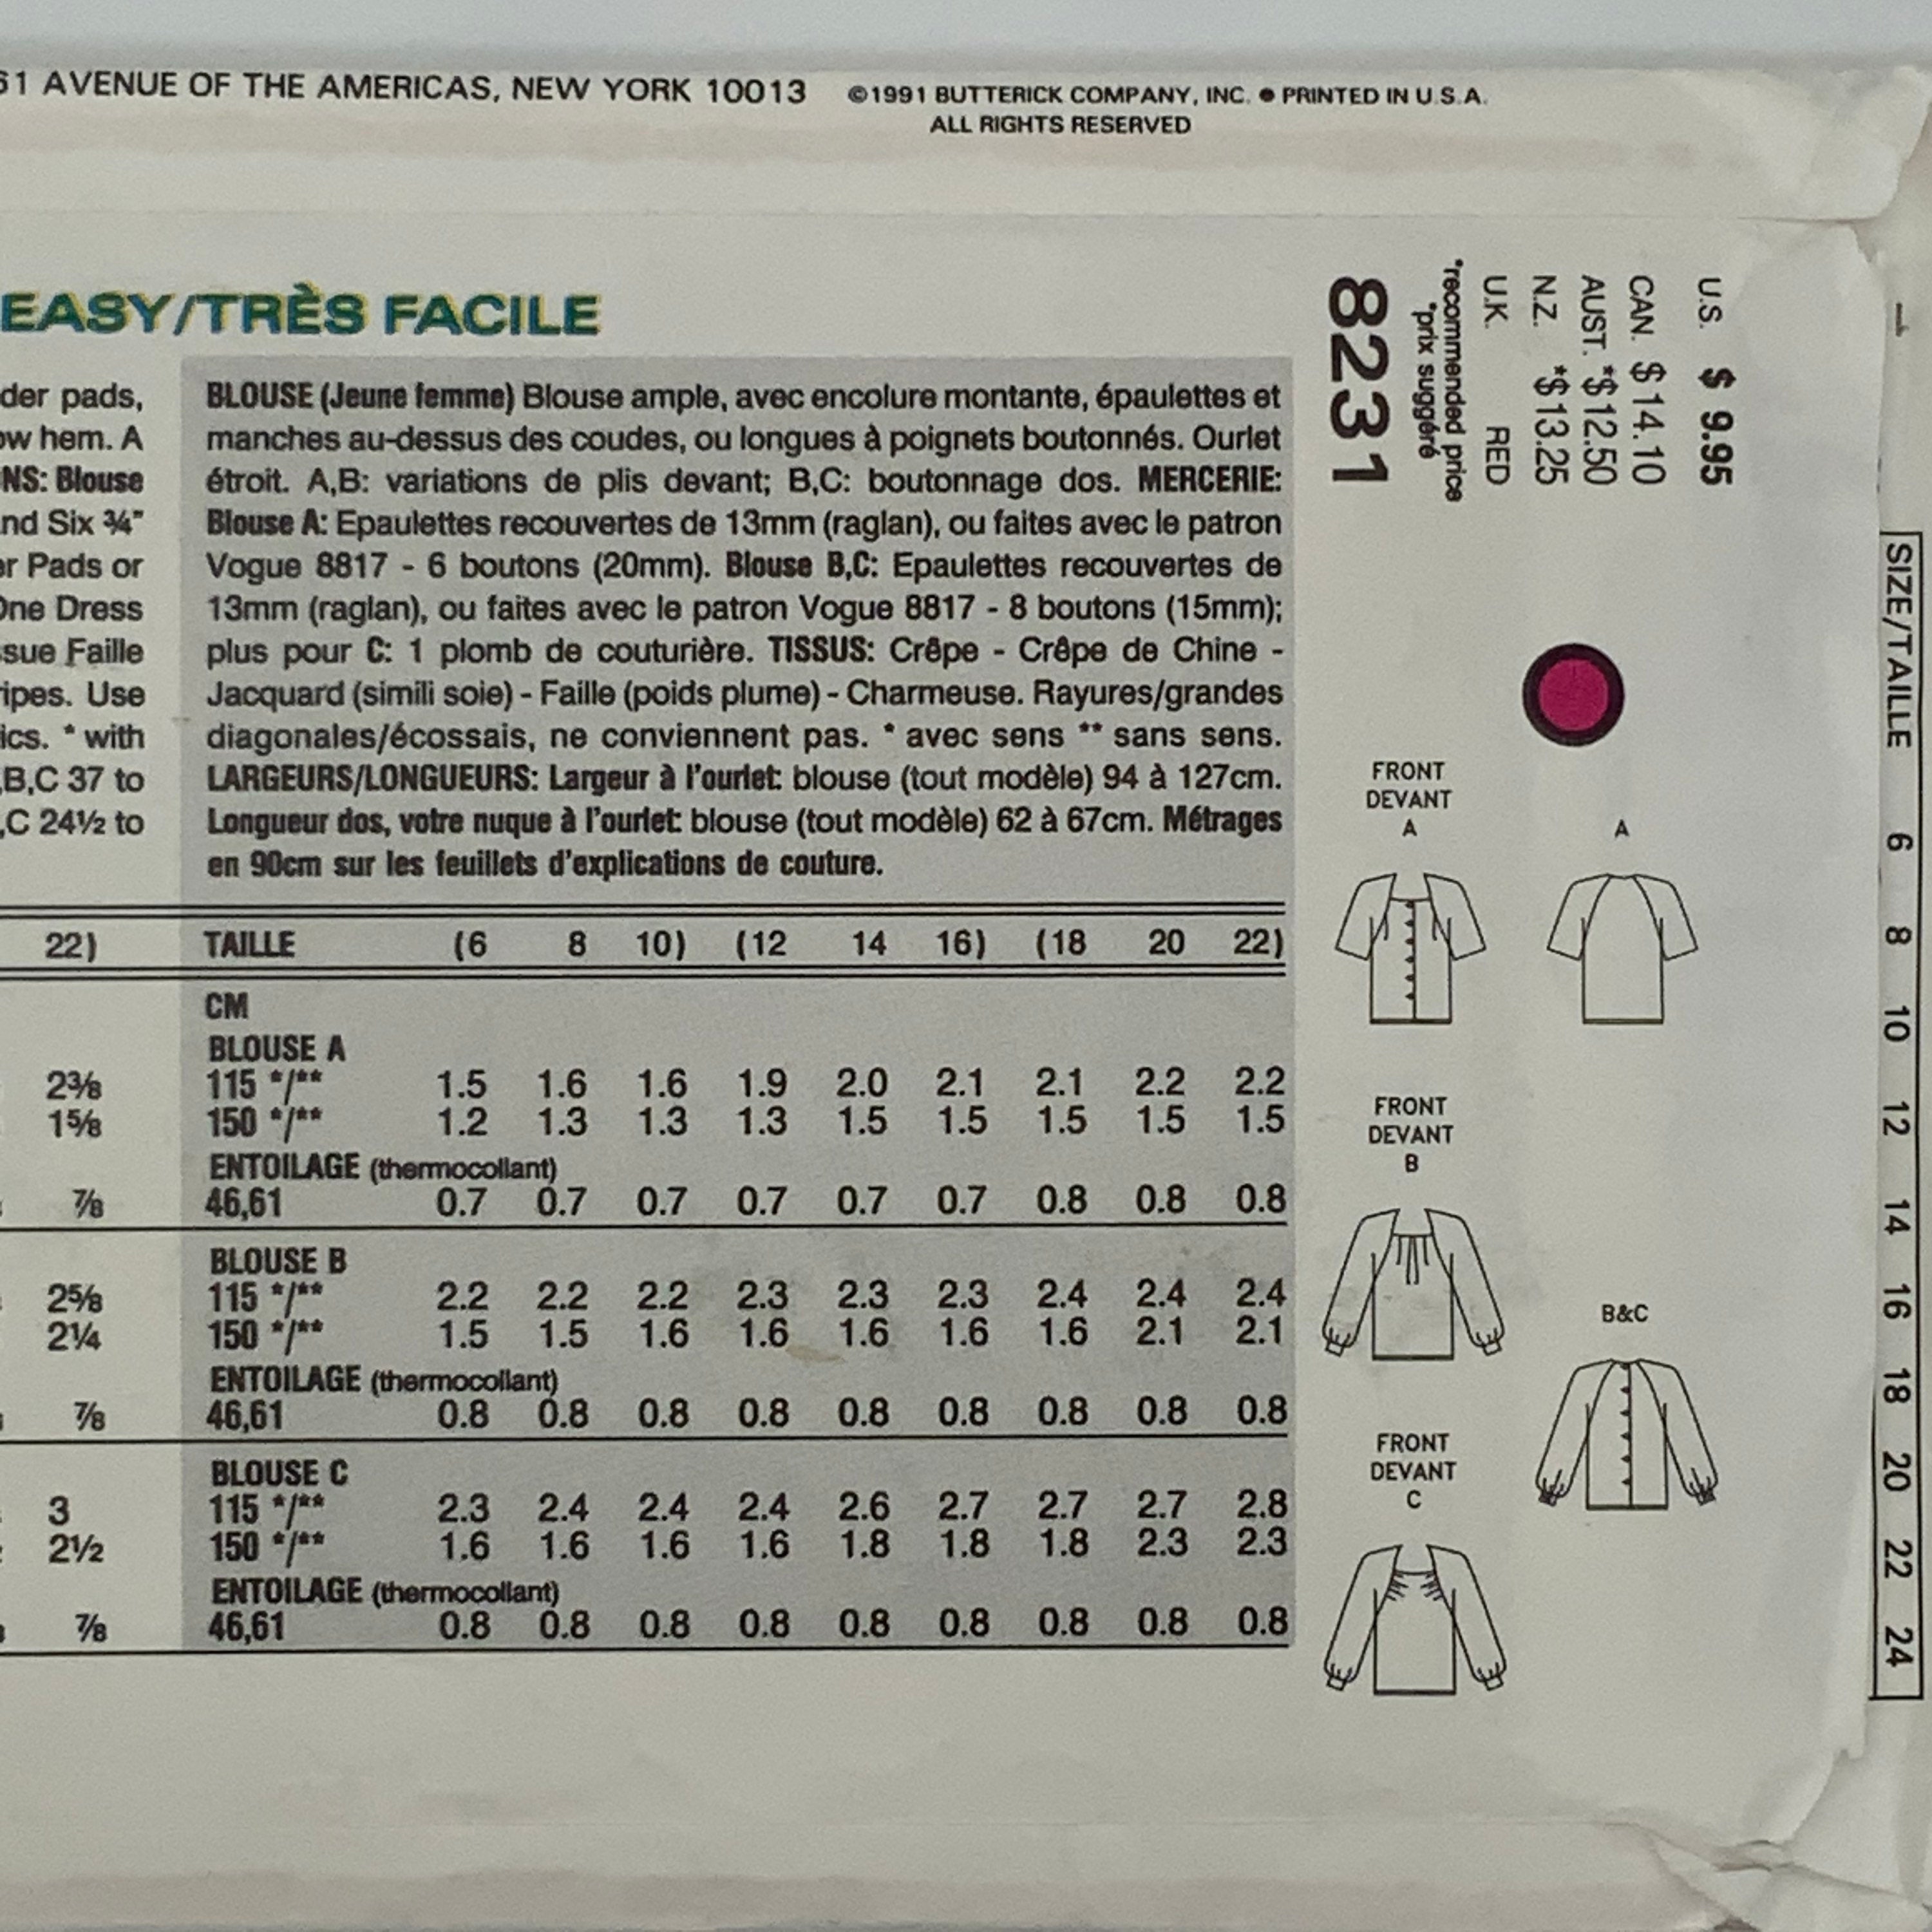 61 AVENUE OF THE AMERICAS, NEW YORK 10013
©1991 BUTTERICK COMPANY, INC. ● PRINTED IN U.S.A.
ALL RIGHTS RESERVED
EASY/TRÈS FACILE
der pads,
ow hem. A
NS: Blouse
nd Six ¾"
er Pads or
One Dress
sue Faille
ripes. Use
ics. * with
B,C 37 to
,C 24½ to
BLOUSE (Jeune femme) Blouse ample, avec encolure montante, épaulettes et
manches au-dessus des coudes, ou longues à poignets boutonnés. Ourlet
étroit. A,B: variations de plis devant; B,C: boutonnage dos. MERCERIE:
Blouse A: Epaulettes recouvertes de 13mm (raglan), ou faites avec le patron
Vogue 8817 - 6 boutons (20mm). Blouse B,C: Epaulettes recouvertes de
13mm (raglan), ou faites avec le patron Vogue 8817 - 8 boutons (15mm);
plus pour C: 1 plomb de couturière. TISSUS: Crêpe - Crêpe de Chine -
Jacquard (simili soie) - Faille (poids plume) - Charmeuse. Rayures/grandes
diagonales/écossais, ne conviennent pas. * avec sens ** sans sens.
LARGEURS/LONGUEURS: Largeur à l'ourlet: blouse (tout modèle) 94 à 127cm.
Longueur dos, votre nuque à l'ourlet: blouse (tout modèle) 62 à 67cm. Métrages
en 90cm sur les feuillets d'explications de couture.
22) TAILLE (6 8 10) (12 14 16) (18 20 22)
CM
BLOUSE A
2⅜ 115 */** 1.5 1.6 1.6 1.9 2.0 2.1 2.1 2.2 2.2
1⅝ 150 */** 1.2 1.3 1.3 1.3 1.5 1.5 1.5 1.5 1.5
ENTOILAGE (thermocollant)
⅞ 46,61 0.7 0.7 0.7 0.7 0.7 0.7 0.8 0.8 0.8
BLOUSE B
2⅝ 115 */** 2.2 2.2 2.2 2.3 2.3 2.3 2.4 2.4 2.4
2¼ 150 */** 1.5 1.5 1.6 1.6 1.6 1.6 1.6 2.1 2.1
ENTOILAGE (thermocollant)
⅞ 46,61 0.8 0.8 0.8 0.8 0.8 0.8 0.8 0.8 0.8
BLOUSE C
3 115 */** 2.3 2.4 2.4 2.4 2.6 2.7 2.7 2.7 2.8
2½ 150 */** 1.6 1.6 1.6 1.6 1.8 1.8 1.8 2.3 2.3
ENTOILAGE (thermocollant)
⅞ 46,61 0.8 0.8 0.8 0.8 0.8 0.8 0.8 0.8 0.8
U.S. $ 9.95
CAN. $ 14.10
AUST. *$12.50
N.Z. *$13.25
U.K. RED
*recommended price
*prix suggéré
8231
FRONT
DEVANT
A
A
FRONT
DEVANT
B
B&C
FRONT
DEVANT
C
SIZE/TAILLE 6 8 10 12 14 16 18 20 22 24